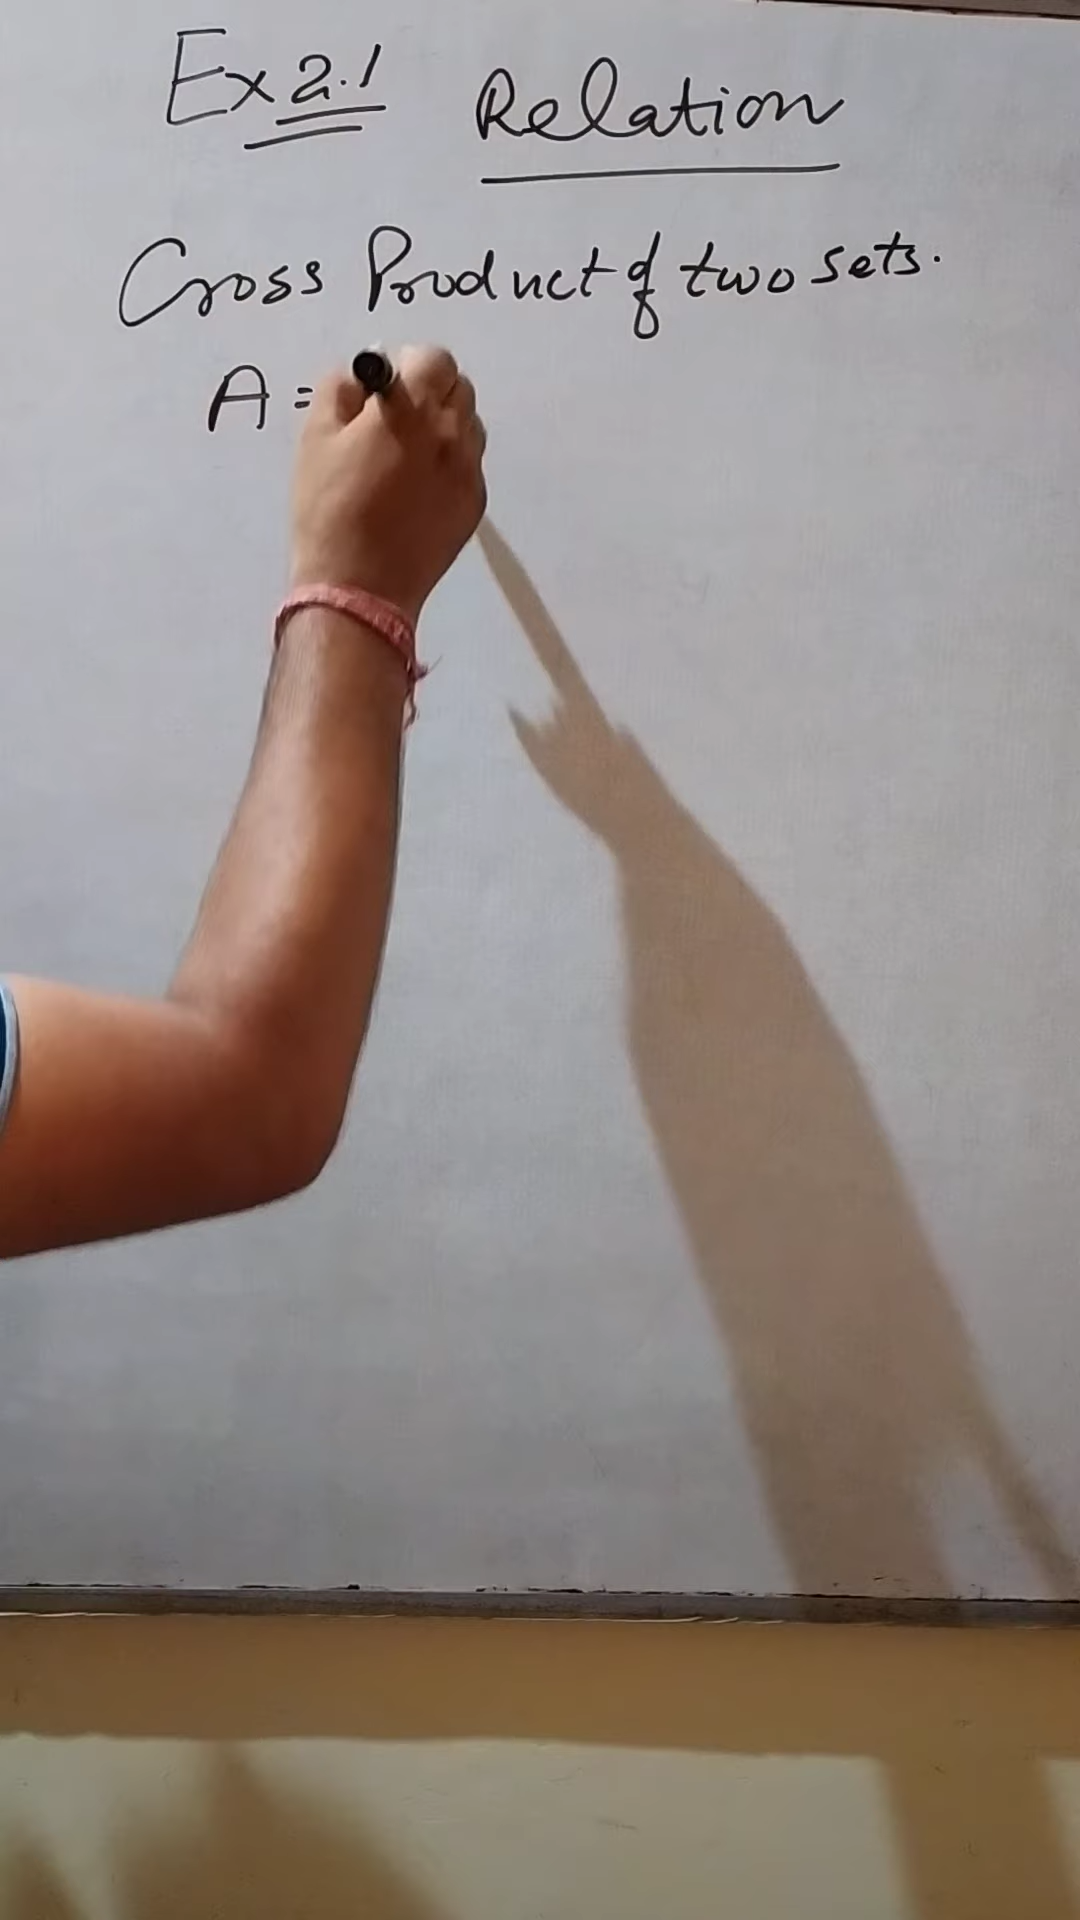 Ex 2.1 Relation
Cross Product of two sets.
A =